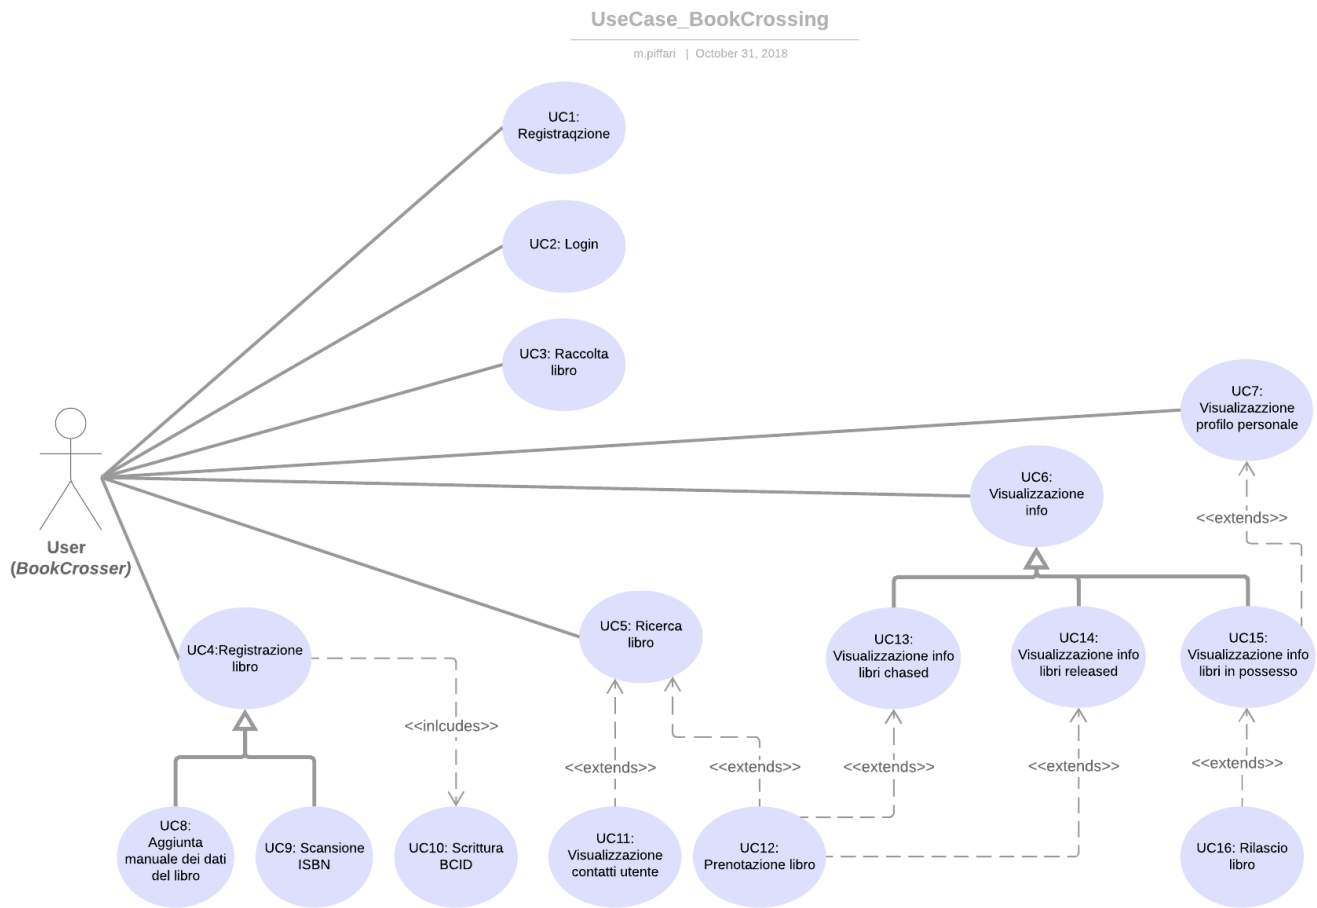 UseCase_BookCrossing
m.piffari | October 31, 2018
UC1:
Registraqzione
UC2: Login
UC3: Raccolta
libro
UC7:
Visualizazzione
profilo personale
UC6:
Visualizzazione
info
<<extends>>
User
(BookCrosser)
UC4:Registrazione
libro
UC5: Ricerca
libro
UC13:
Visualizzazione info
libri chased
UC14:
Visualizzazione info
libri released
UC15:
Visualizzazione info
libri in possesso
<<inlcudes>>
<<extends>>
<<extends>>
<<extends>>
<<extends>>
<<extends>>
UC8:
Aggiunta
manuale dei dati
del libro
UC9: Scansione
ISBN
UC10: Scrittura
BCID
UC11:
Visualizzazione
contatti utente
UC12:
Prenotazione libro
UC16: Rilascio
libro